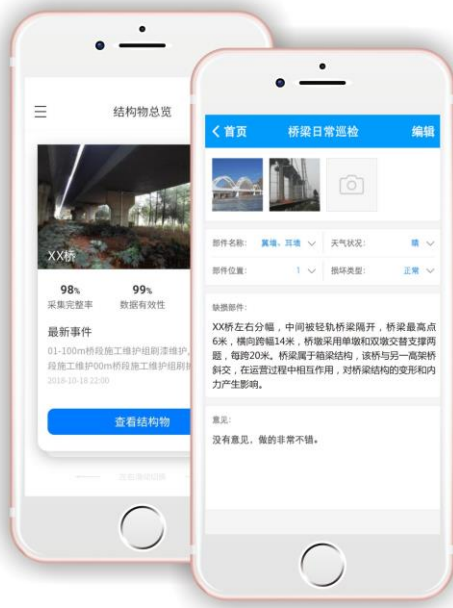 结构物总览
XX桥
98%
99%
采集完整率
数据有效性
最新事件
01-100m桥段施工维护组刷漆维护,
段施工维护00m桥段施工维护组刷
2018-10-18 22:00
查看结构物
首页
桥梁日常巡检
编辑
部件名称:
翼墙、耳墙
天气状况:
晴
部件位置:
1
损坏类型:
正常
缺损部件:
XX桥左右分幅，中间被轻轨桥梁隔开，桥梁最高点
6米，横向跨幅14米，桥墩采用单墩和双墩交替支撑两
题，每跨20米。桥梁属于箱梁结构，该桥与另一高架桥
斜交，在运营过程中相互作用，对桥梁结构的变形和内
力产生影响。
意见:
没有意见，做的非常不错。